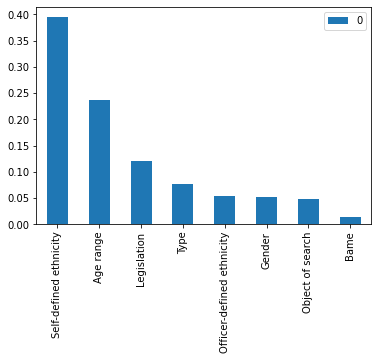 0.40
0.35
0.30
0.25
0.20
0.15
0.10
0.05
0.00
0
Self-defined ethnicity
Age range
Legislation
Type
Officer-defined ethnicity
Gender
Object of search
Bame